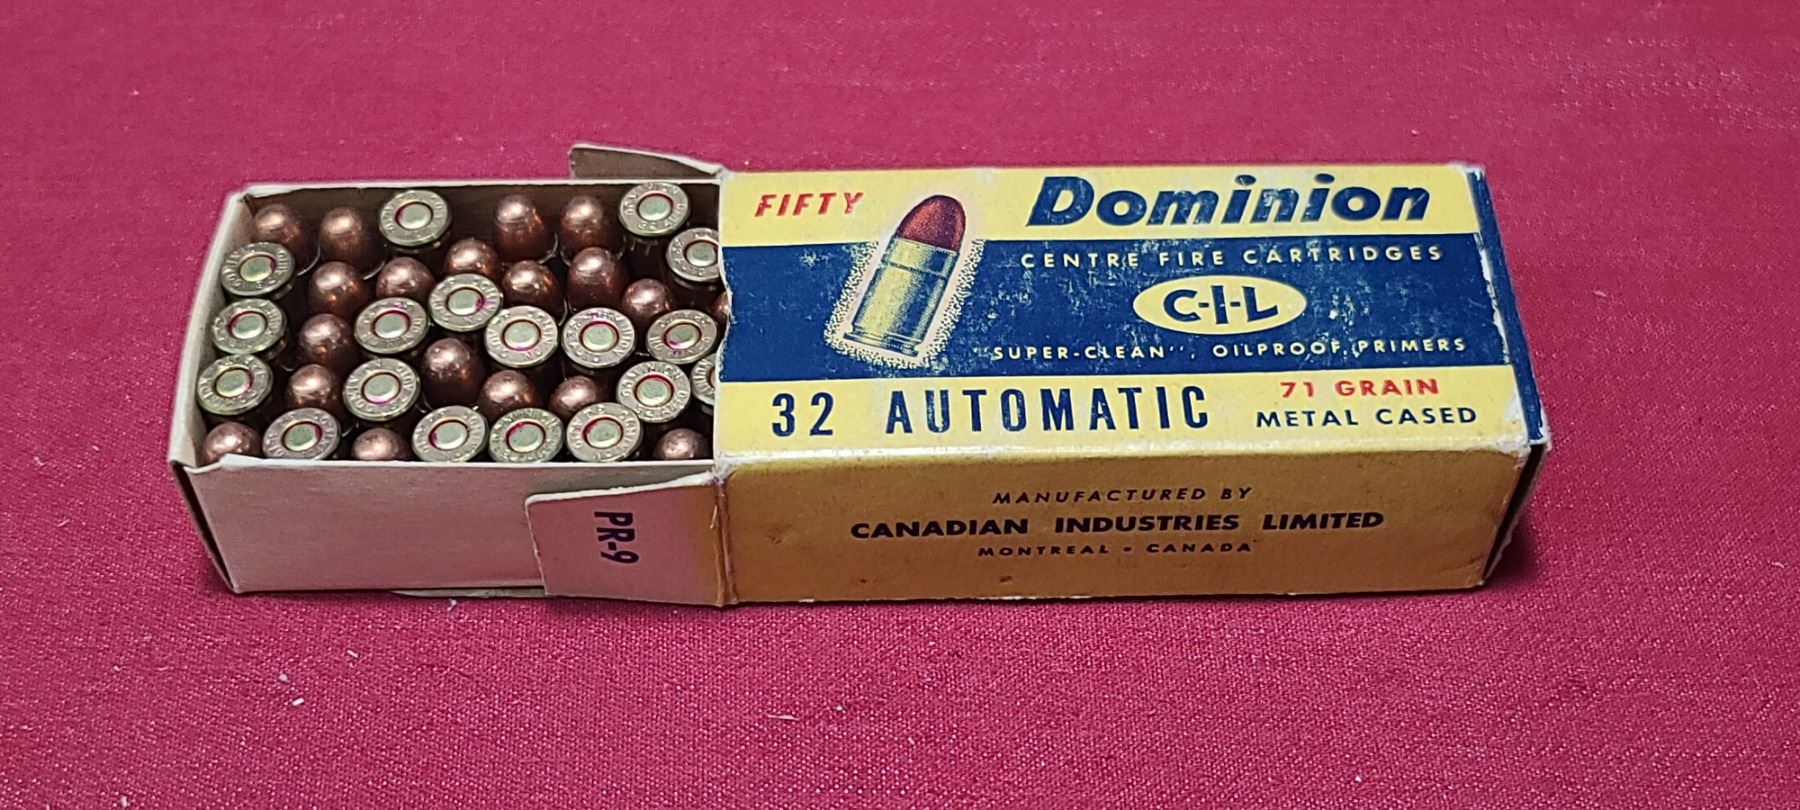 FIFTY
Dominion
CENTRE FIRE CARTRIDGES
C-I-L
"SUPER-CLEAN", OILPROOF, PRIMERS
32 AUTOMATIC
71 GRAIN
METAL CASED
MANUFACTURED BY
CANADIAN INDUSTRIES LIMITED
MONTREAL - CANADA
PR-9